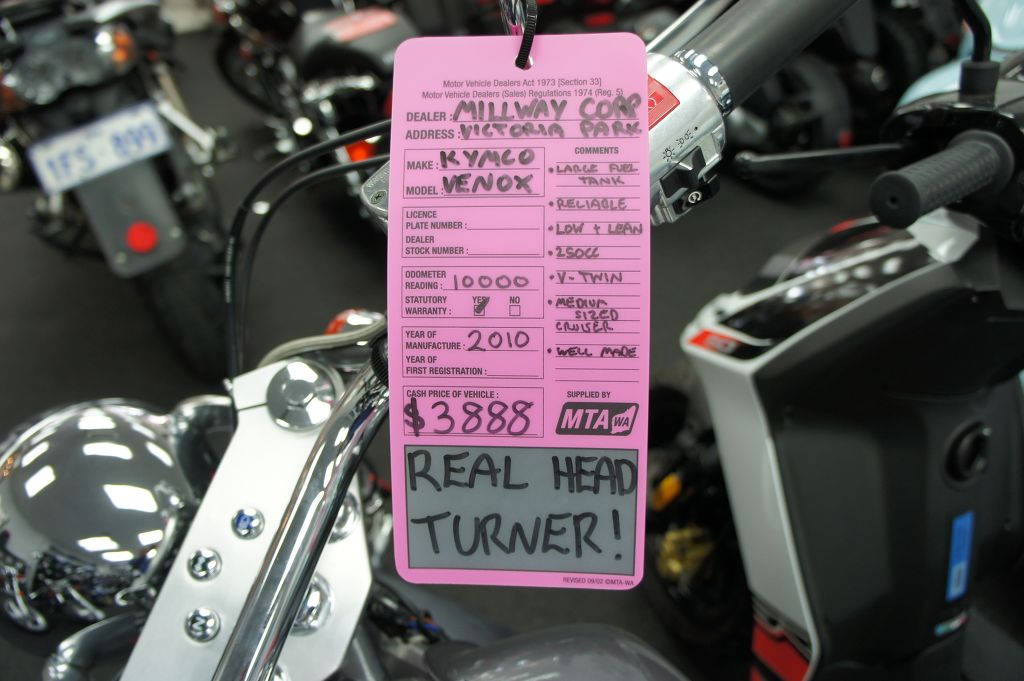 Motor Vehicle Dealers Act 1973 [Section 33]
Motor Vehicle Dealers (Sales) Regulations 1974 (Reg. 5)
DEALER : MILLWAY CORP
ADDRESS : VICTORIA PARK
MAKE : KYMCO
MODEL : VENOX
LICENCE
PLATE NUMBER :
DEALER
STOCK NUMBER :
ODOMETER
READING : 10000
STATUTORY YES NO
WARRANTY :
YEAR OF
MANUFACTURE : 2010
YEAR OF
FIRST REGISTRATION :
CASH PRICE OF VEHICLE :
$3888
COMMENTS
• LARGE FUEL
TANK
• RELIABLE
• LOW + LEAN
• 250CC
• V-TWIN
• MEDIUM
SIZED
CRUISER
• WELL MADE
SUPPLIED BY
MTA WA
REAL HEAD
TURNER!
REVISED 09/02 ©MTA-WA